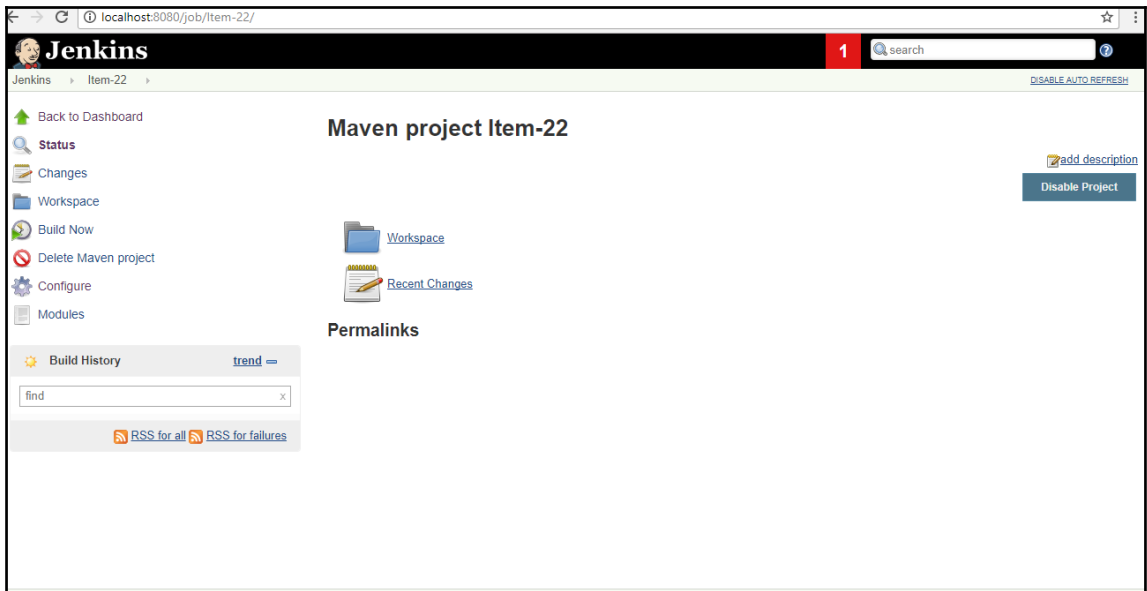 localhost:8080/job/Item-22/
Jenkins
1
search
Jenkins
Item-22
DISABLE AUTO REFRESH
Back to Dashboard
Status
Changes
Workspace
Build Now
Delete Maven project
Configure
Modules
Build History
trend
find
x
RSS for all
RSS for failures
Maven project Item-22
add description
Disable Project
Workspace
Recent Changes
Permalinks